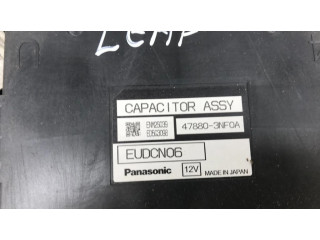 LEAF
CAPACITOR ASSY
47880-3NF0A
EUDCN06
Panasonic 12V MADE IN JAPAN